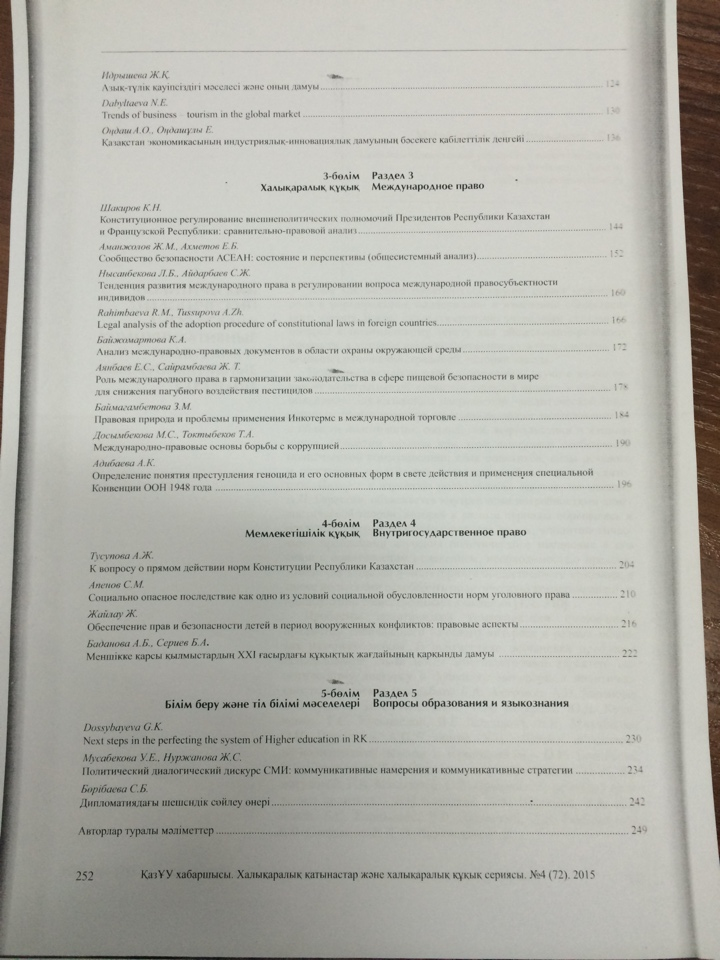 Идрышева Ж.Қ.
Азық-түлік қауіпсіздігі мәселесі және оның дамуы 124
Dabyltaeva N.E.
Trends of business – tourism in the global market 130
Оңдаш А.О., Оңдашұлы Е.
Қазақстан экономикасының индустриялық-инновациялық дамуының бәсекеге қабілеттілік деңгейі 136
3-бөлім Раздел 3
Халықаралық құқық Международное право
Шакиров К.Н.
Конституционное регулирование внешнеполитических полномочий Президентов Республики Казахстан
и Французской Республики: сравнительно-правовой анализ 144
Аманжолов Ж.М., Ахметов Е.Б.
Сообщество безопасности АСЕАН: состояние и перспективы (общесистемный анализ) 152
Нысанбекова Л.Б., Айдарбаев С.Ж.
Тенденция развития международного права в регулировании вопроса международной правосубъектности
индивидов 160
Rahimbaeva R.M., Tussupova A.Zh.
Legal analysis of the adoption procedure of constitutional laws in foreign countries 166
Байжомартова К.А.
Анализ международно-правовых документов в области охраны окружающей среды 172
Аянбаев Е.С., Сайрамбаева Ж. Т.
Роль международного права в гармонизации законодательства в сфере пищевой безопасности в мире
для снижения пагубного воздействия пестицидов 178
Баймагамбетова З.М.
Правовая природа и проблемы применения Инкотермс в международной торговле 184
Досымбекова М.С., Токтыбеков Т.А.
Международно-правовые основы борьбы с коррупцией 190
Адибаева А.К.
Определение понятия преступления геноцида и его основных форм в свете действия и применения специальной
Конвенции ООН 1948 года 196
4-бөлім Раздел 4
Мемлекетішілік құқық Внутригосударственное право
Тусупова А.Ж.
К вопросу о прямом действии норм Конституции Республики Казахстан 204
Апенов С.М.
Социально опасное последствие как одно из условий социальной обусловленности норм уголовного права 210
Жайлау Ж.
Обеспечение прав и безопасности детей в период вооруженных конфликтов: правовые аспекты 216
Баданова А.Б., Сериев Б.А.
Меншікке қарсы қылмыстардың XXI ғасырдағы құқықтық жағдайының қарқынды дамуы 222
5-бөлім Раздел 5
Білім беру және тіл білімі мәселелері Вопросы образования и языкознания
Dossybayeva G.K.
Next steps in the perfecting the system of Higher education in RK 230
Мусабекова У.Е., Нуржанова Ж.С.
Политический диалогический дискурс СМИ: коммуникативные намерения и коммуникативные стратегии 234
Борібаева С.Б.
Дипломатиядағы шешендік сөйлеу өнері 242
Авторлар туралы мәліметтер 249
252 ҚазҰУ хабаршысы. Халықаралық қатынастар және халықаралық құқық сериясы. №4 (72). 2015